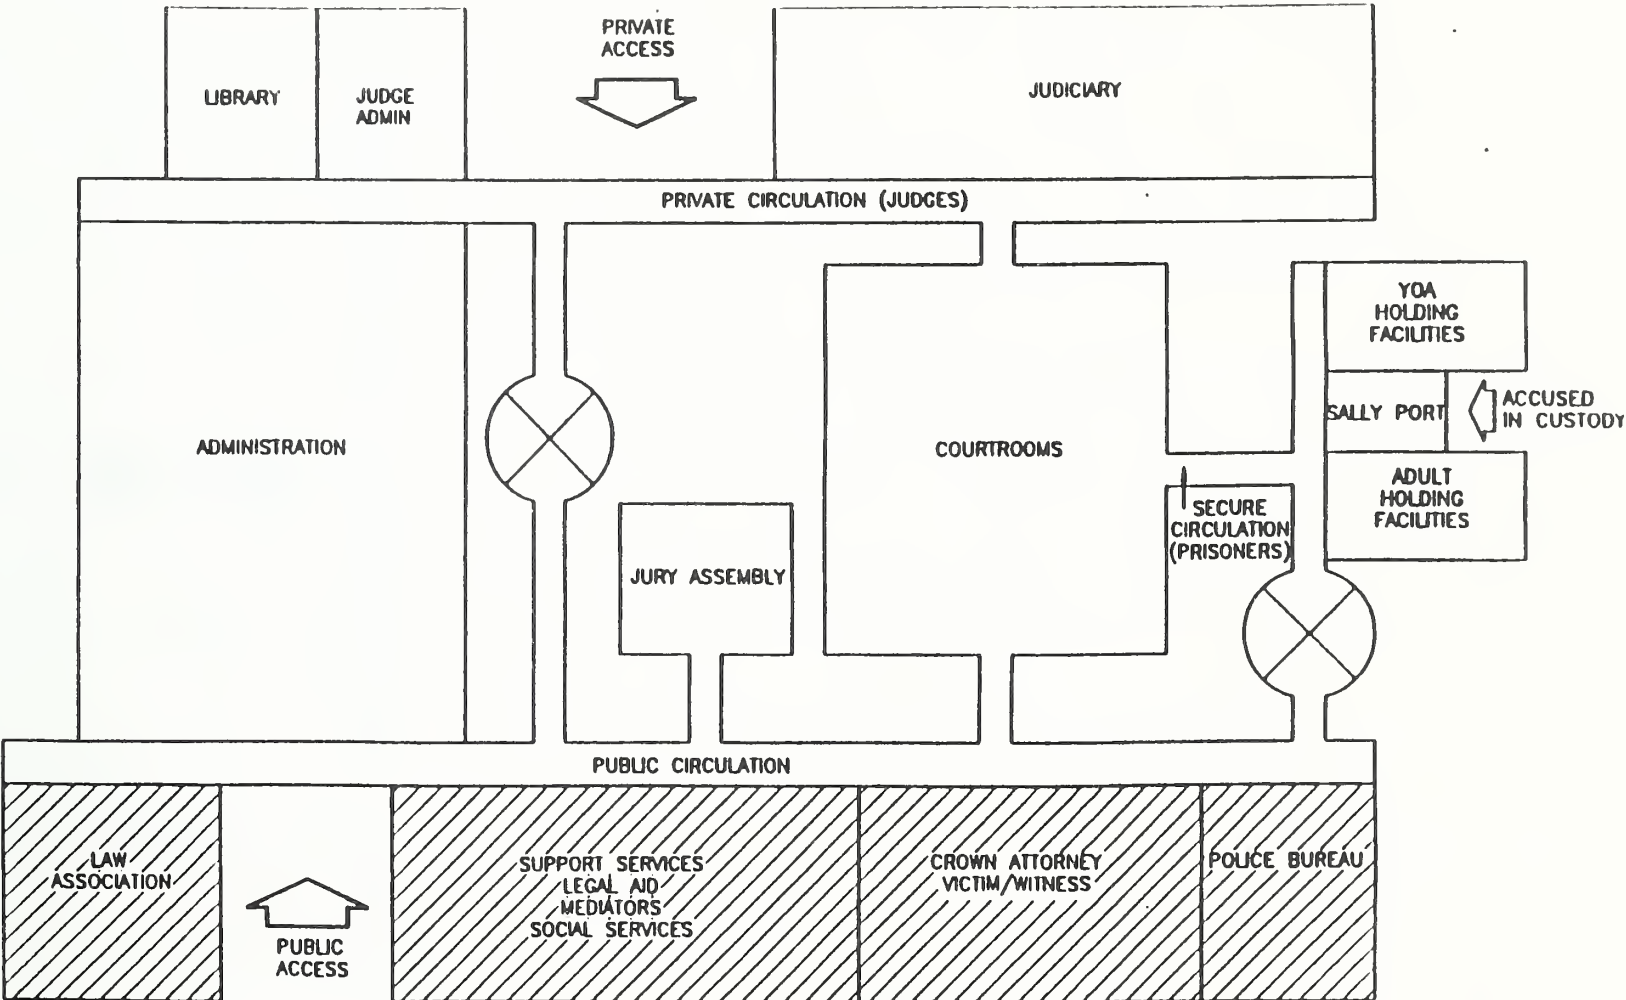 PRIVATE
ACCESS
LIBRARY
JUDGE
ADMIN
JUDICIARY
PRIVATE CIRCULATION (JUDGES)
YOA
HOLDING
FACILITIES
SALLY PORT
ACCUSED
IN CUSTODY
ADMINISTRATION
COURTROOMS
ADULT
HOLDING
FACILITIES
SECURE
CIRCULATION
(PRISONERS)
JURY ASSEMBLY
PUBLIC CIRCULATION
LAW
ASSOCIATION
PUBLIC
ACCESS
SUPPORT SERVICES
LEGAL AID
MEDIATORS
SOCIAL SERVICES
CROWN ATTORNEY
VICTIM/WITNESS
POLICE BUREAU